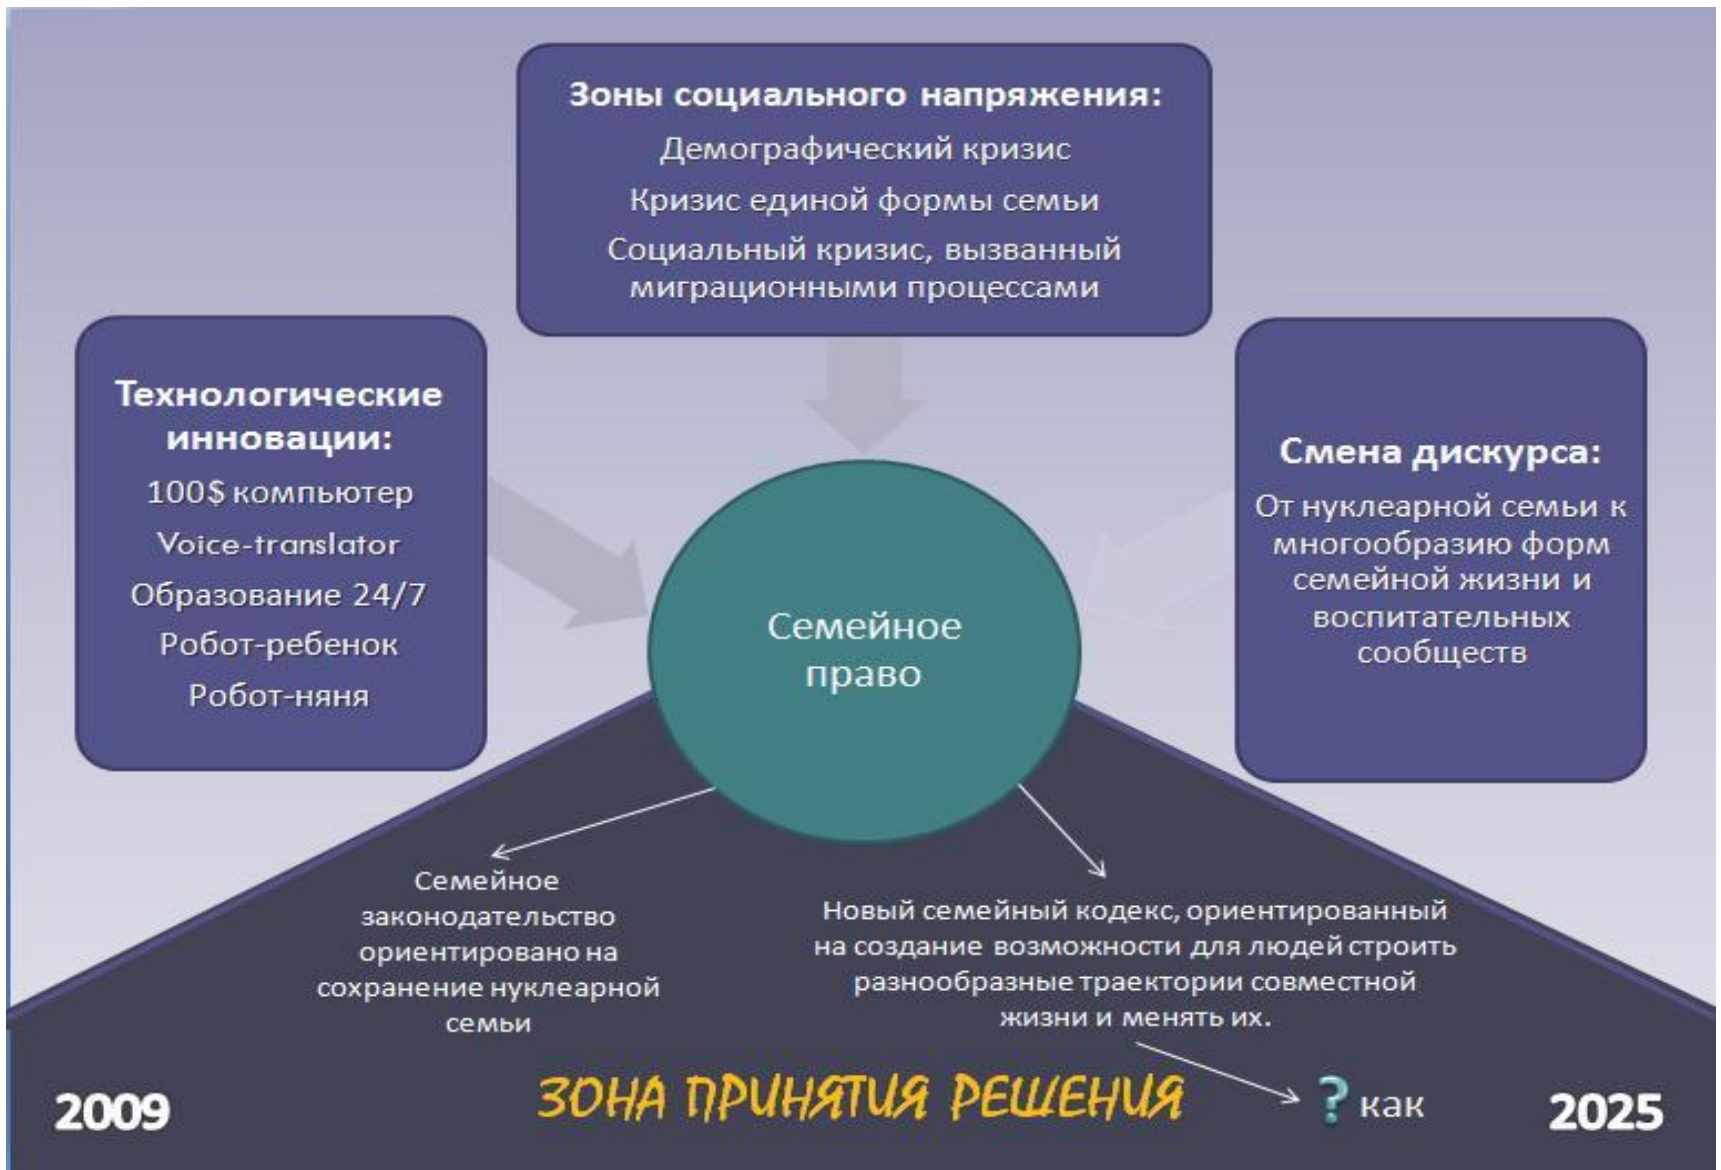 Зоны социального напряжения:
Демографический кризис
Кризис единой формы семьи
Социальный кризис, вызванный
миграционными процессами
Технологические
инновации:
100$ компьютер
Voice-translator
Образование 24/7
Робот-ребенок
Робот-няня
Смена дискурса:
От нуклеарной семьи к
многообразию форм
семейной жизни и
воспитательных
сообществ
Семейное
право
Семейное
законодательство
ориентировано на
сохранение нуклеарной
семьи
Новый семейный кодекс, ориентированный
на создание возможности для людей строить
разнообразные траектории совместной
жизни и менять их.
2009
ЗОНА ПРИНЯТИЯ РЕШЕНИЯ
? как
2025